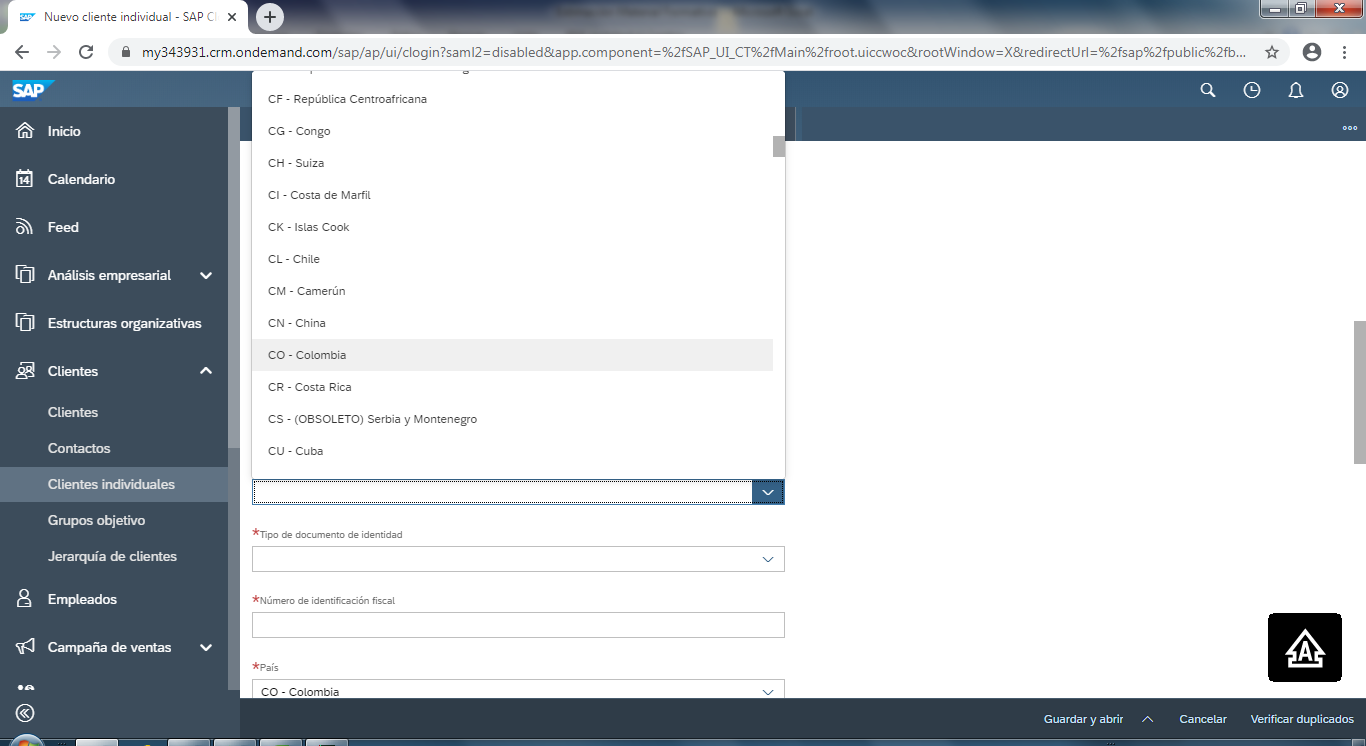 Nuevo cliente individual - SAP Cl
my343931.crm.ondemand.com/sap/ap/ui/clogin?saml2=disabled&app.component=%2fSAP_UI_CT%2fMain%2froot.uiccwoc&rootWindow=X&redirectUrl=%2fsap%2fpublic%2fb...
SAP
Inicio
14
Calendario
Feed
Análisis empresarial
Estructuras organizativas
Clientes
Clientes
Contactos
Clientes individuales
Grupos objetivo
Jerarquía de clientes
Empleados
Campaña de ventas
CF - República Centroafricana
CG - Congo
CH - Suiza
CI - Costa de Marfil
CK - Islas Cook
CL - Chile
CM - Camerún
CN - China
CO - Colombia
CR - Costa Rica
CS - (OBSOLETO) Serbia y Montenegro
CU - Cuba
*Tipo de documento de identidad
*Número de identificación fiscal
*País
CO - Colombia
A
Guardar y abrir
Cancelar
Verificar duplicados